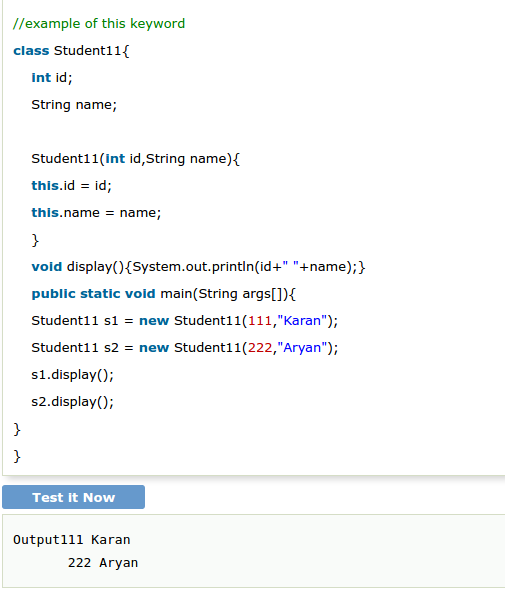 //example of this keyword
class Student11{
int id;
String name;
Student11(int id,String name){
this.id = id;
this.name = name;
}
void display(){System.out.println(id+" "+name);}
public static void main(String args[]){
Student11 s1 = new Student11(111,"Karan");
Student11 s2 = new Student11(222,"Aryan");
s1.display();
s2.display();
}
}
Test it Now
Output111 Karan
222 Aryan